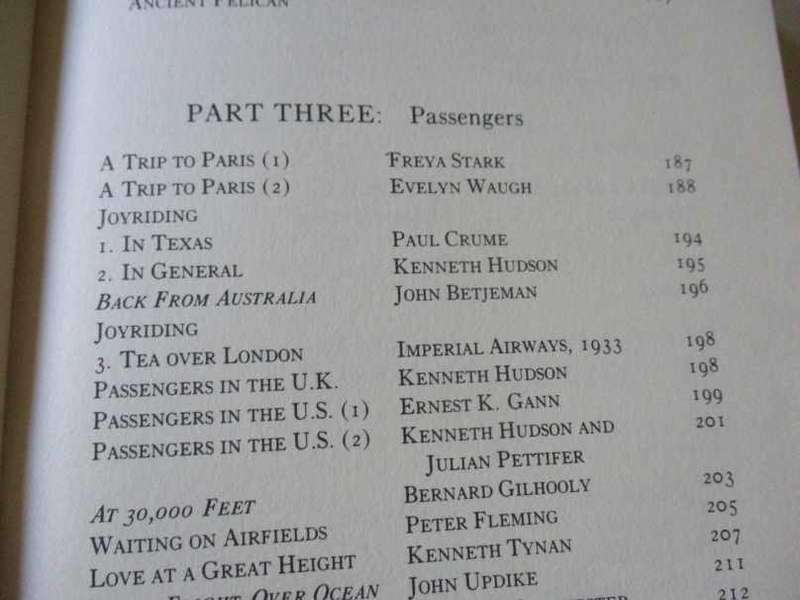 ANCIENT PELICAN
PART THREE: Passengers
A TRIP TO PARIS (1) FREYA STARK 187
A TRIP TO PARIS (2) EVELYN WAUGH 188
JOYRIDING
1. IN TEXAS PAUL CRUME 194
2. IN GENERAL KENNETH HUDSON 195
BACK FROM AUSTRALIA JOHN BETJEMAN 196
JOYRIDING
3. TEA OVER LONDON IMPERIAL AIRWAYS, 1933 198
PASSENGERS IN THE U.K. KENNETH HUDSON 198
PASSENGERS IN THE U.S. (1) ERNEST K. GANN 199
PASSENGERS IN THE U.S. (2) KENNETH HUDSON AND 201
JULIAN PETTIFER
AT 30,000 FEET BERNARD GILHOOLY 203
WAITING ON AIRFIELDS PETER FLEMING 205
LOVE AT A GREAT HEIGHT KENNETH TYNAN 207
FLIGHT OVER OCEAN JOHN UPDIKE 211
212